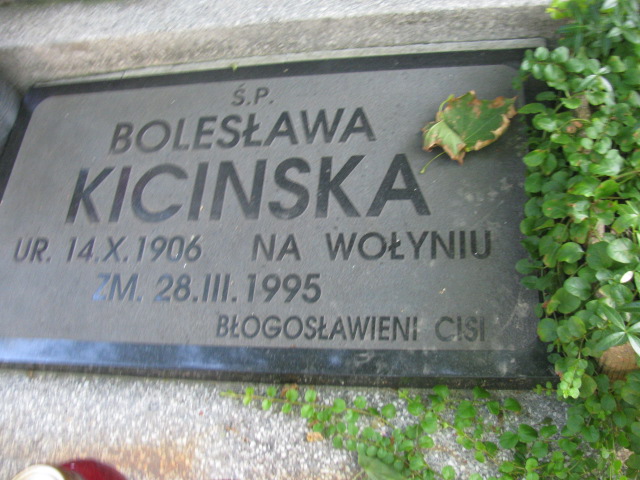 Ś.P.
BOLESŁAWA
KICINSKA
UR. 14.X.1906 NA WOŁYNIU
ZM. 28.III.1995
BŁOGOSŁAWIENI CISI